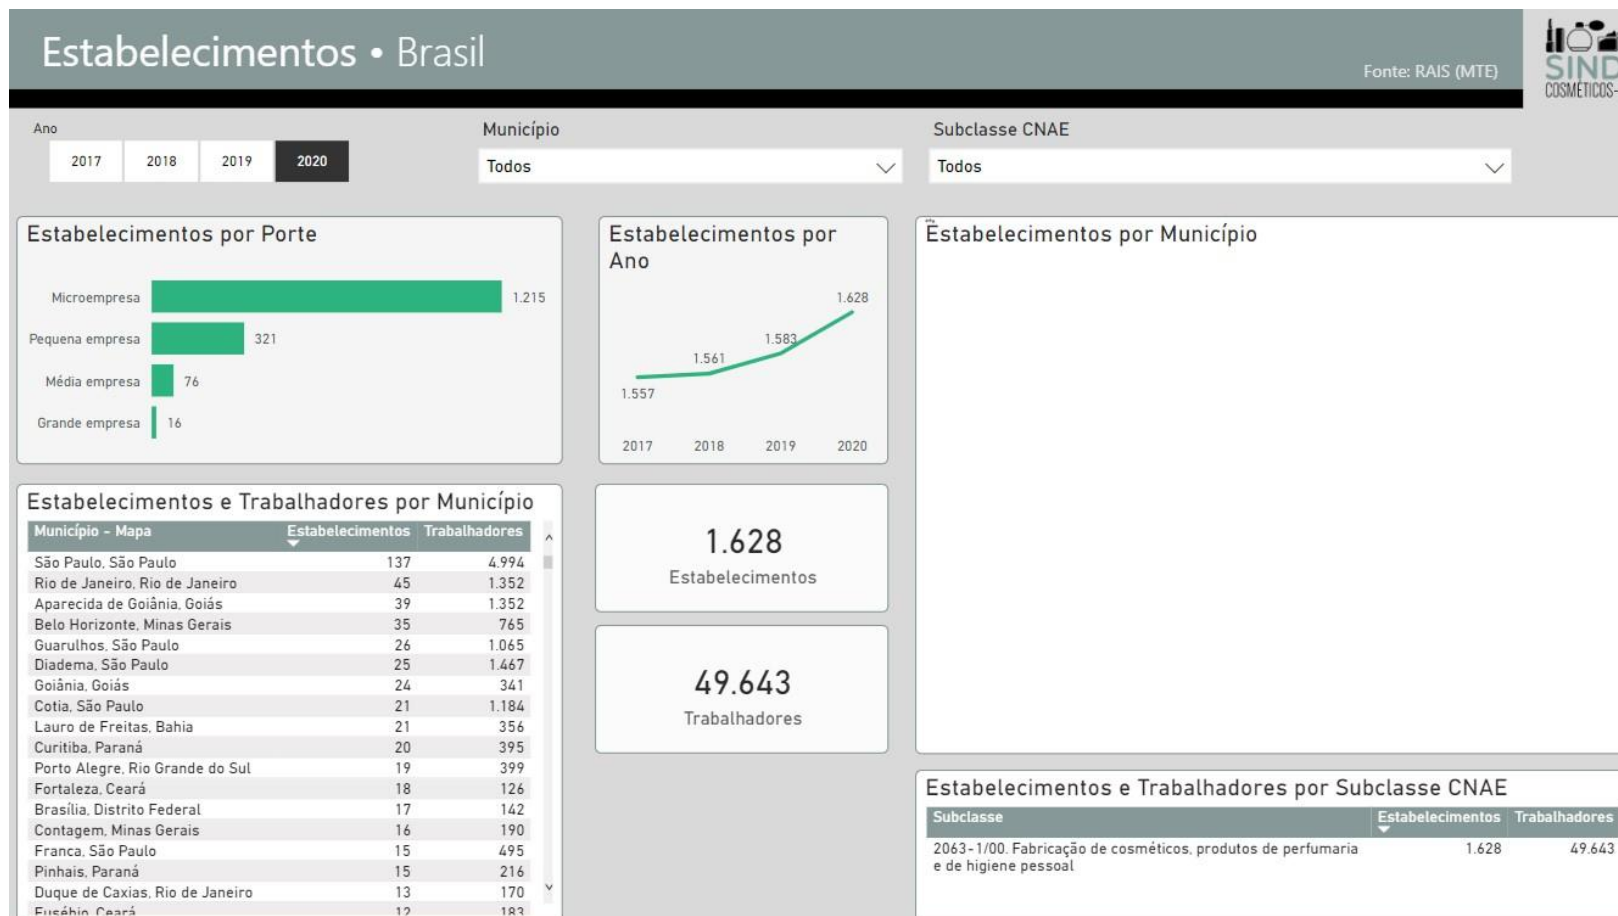 Estabelecimentos • Brasil
Fonte: RAIS (MTE)
SIND
COSMÉTICOS-
Ano
2017 2018 2019 2020
Município
Todos
Subclasse CNAE
Todos
Estabelecimentos por Porte
Microempresa 1.215
Pequena empresa 321
Média empresa 76
Grande empresa 16
Estabelecimentos por
Ano
1.628
1.583
1.561
1.557
2017 2018 2019 2020
Estabelecimentos por Município
Estabelecimentos e Trabalhadores por Município
Município - Mapa Estabelecimentos Trabalhadores
São Paulo, São Paulo 137 4.994
Rio de Janeiro, Rio de Janeiro 45 1.352
Aparecida de Goiânia, Goiás 39 1.352
Belo Horizonte, Minas Gerais 35 765
Guarulhos, São Paulo 26 1.065
Diadema, São Paulo 25 1.467
Goiânia, Goiás 24 341
Cotia, São Paulo 21 1.184
Lauro de Freitas, Bahia 21 356
Curitiba, Paraná 20 395
Porto Alegre, Rio Grande do Sul 19 399
Fortaleza, Ceará 18 126
Brasília, Distrito Federal 17 142
Contagem, Minas Gerais 16 190
Franca, São Paulo 15 495
Pinhais, Paraná 15 216
Duque de Caxias, Rio de Janeiro 13 170
Eusébio, Ceará 12 183
1.628
Estabelecimentos
49.643
Trabalhadores
Estabelecimentos e Trabalhadores por Subclasse CNAE
Subclasse Estabelecimentos Trabalhadores
2063-1/00. Fabricação de cosméticos, produtos de perfumaria 1.628 49.643
e de higiene pessoal